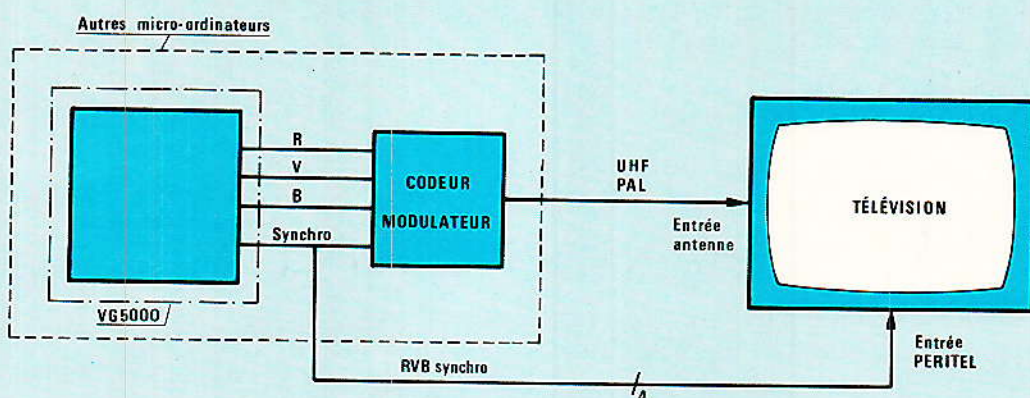 Autres micro-ordinateurs
R
V
B
Synchro
VG5000
CODEUR
MODULATEUR
UHF
PAL
Entrée
antenne
TÉLÉVISION
RVB synchro
4
Entrée
PERITEL